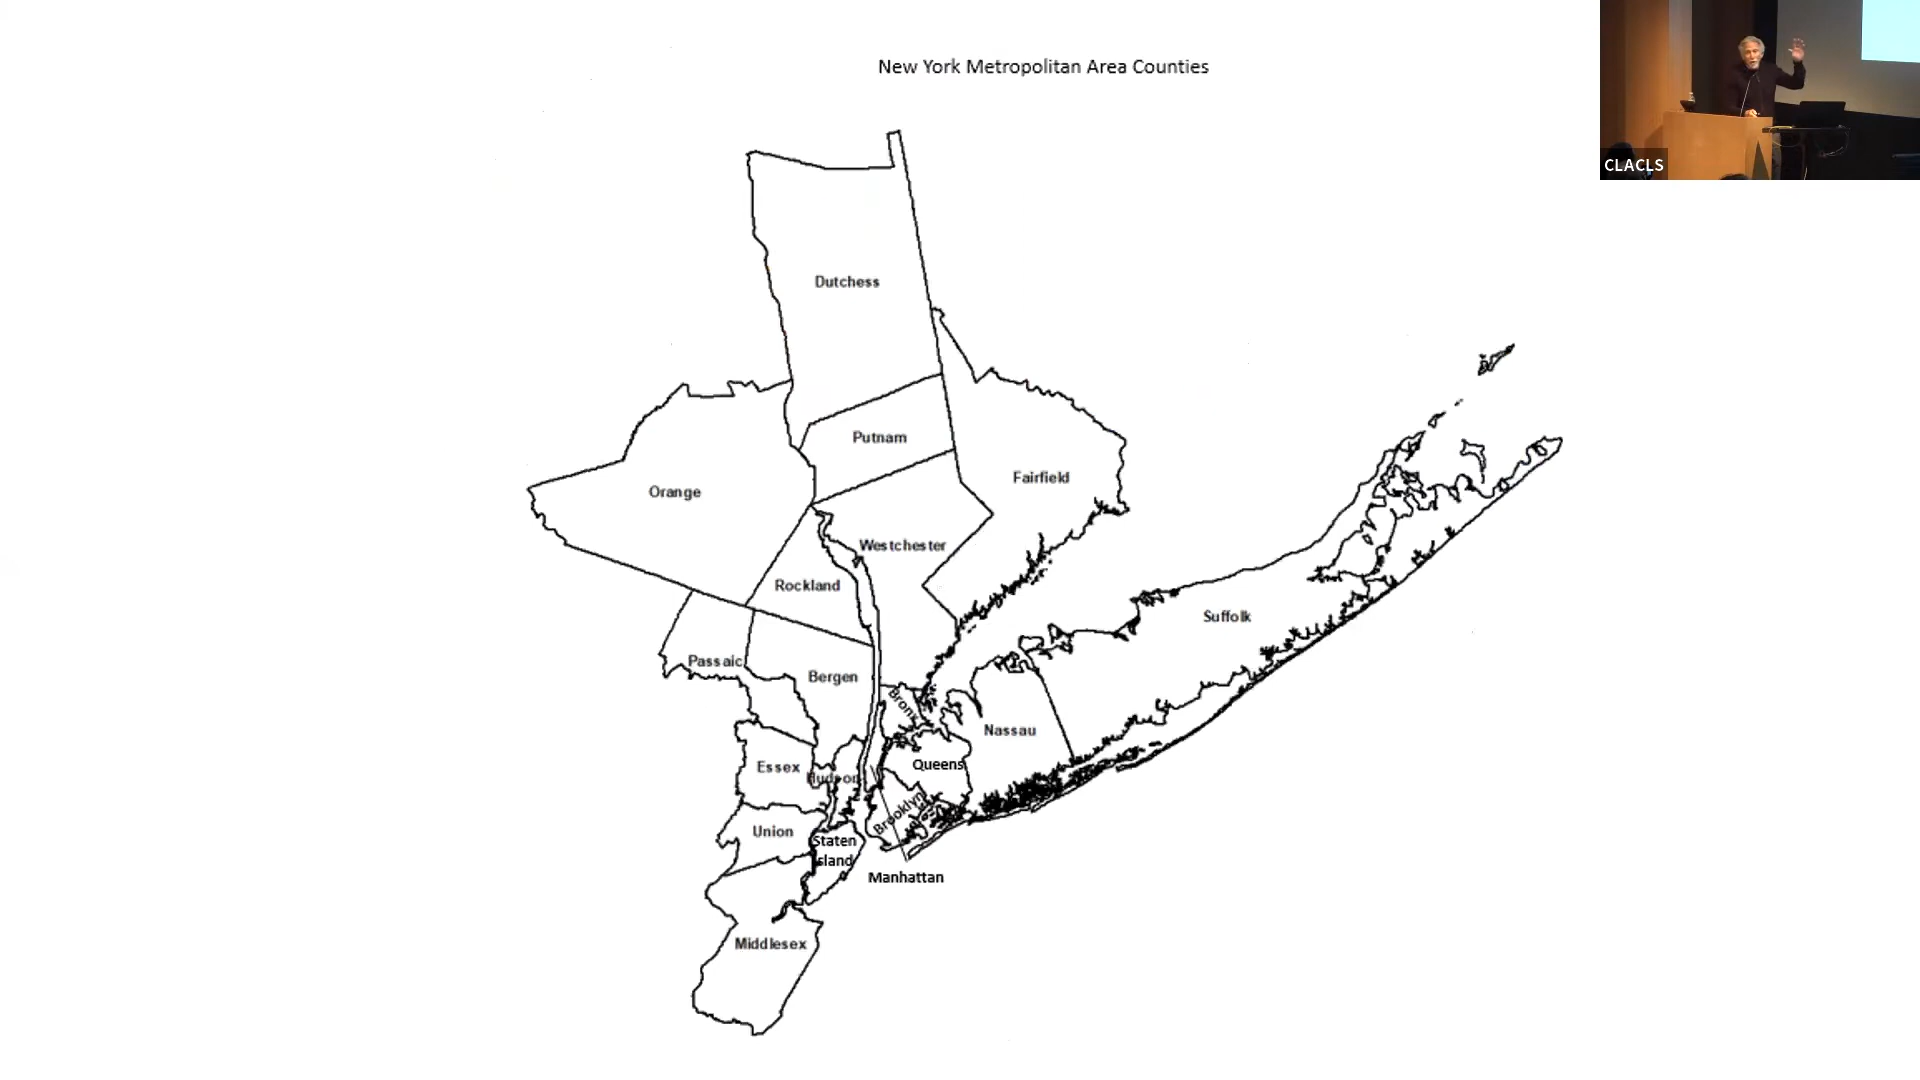 New York Metropolitan Area Counties
CLACLS
Dutchess
Putnam
Orange
Fairfield
Westchester
Rockland
Suffolk
Passaic
Bergen
Bronx
Nassau
Essex
Hudson
Queens
Brooklyn
Union
Staten
Island
Manhattan
Middlesex